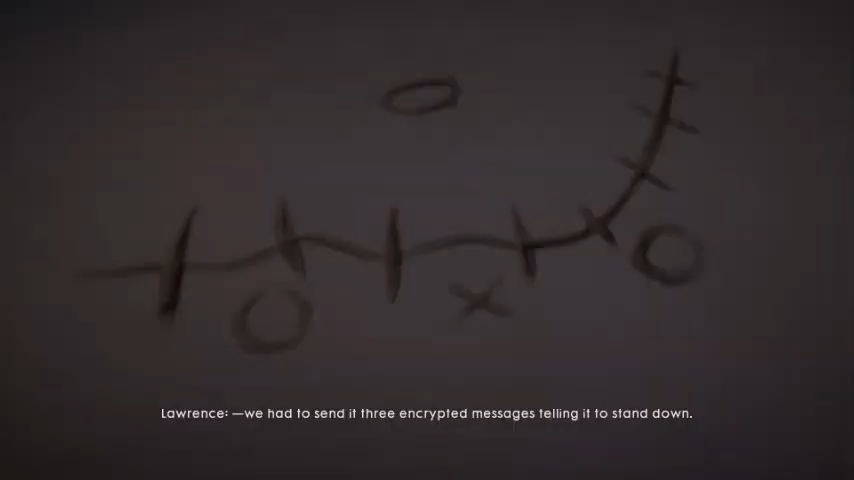 Lawrence: —we had to send it three encrypted messages telling it to stand down.